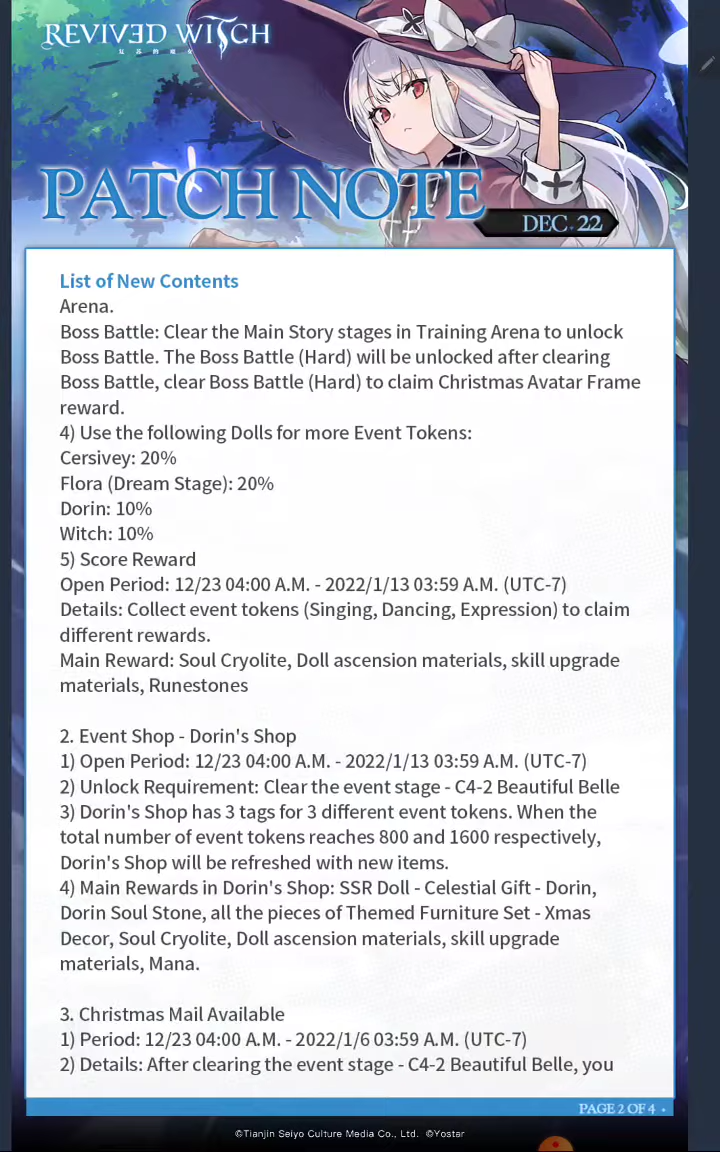 REVIVED WITCH
复苏的魔女
PATCH NOTE
DEC. 22
List of New Contents
Arena.
Boss Battle: Clear the Main Story stages in Training Arena to unlock
Boss Battle. The Boss Battle (Hard) will be unlocked after clearing
Boss Battle, clear Boss Battle (Hard) to claim Christmas Avatar Frame
reward.
4) Use the following Dolls for more Event Tokens:
Cersivey: 20%
Flora (Dream Stage): 20%
Dorin: 10%
Witch: 10%
5) Score Reward
Open Period: 12/23 04:00 A.M. - 2022/1/13 03:59 A.M. (UTC-7)
Details: Collect event tokens (Singing, Dancing, Expression) to claim
different rewards.
Main Reward: Soul Cryolite, Doll ascension materials, skill upgrade
materials, Runestones
2. Event Shop - Dorin's Shop
1) Open Period: 12/23 04:00 A.M. - 2022/1/13 03:59 A.M. (UTC-7)
2) Unlock Requirement: Clear the event stage - C4-2 Beautiful Belle
3) Dorin's Shop has 3 tags for 3 different event tokens. When the
total number of event tokens reaches 800 and 1600 respectively,
Dorin's Shop will be refreshed with new items.
4) Main Rewards in Dorin's Shop: SSR Doll - Celestial Gift - Dorin,
Dorin Soul Stone, all the pieces of Themed Furniture Set - Xmas
Decor, Soul Cryolite, Doll ascension materials, skill upgrade
materials, Mana.
3. Christmas Mail Available
1) Period: 12/23 04:00 A.M. - 2022/1/6 03:59 A.M. (UTC-7)
2) Details: After clearing the event stage - C4-2 Beautiful Belle, you
PAGE 2 OF 4
©Tianjin Seiyo Culture Media Co., Ltd. ©Yostar